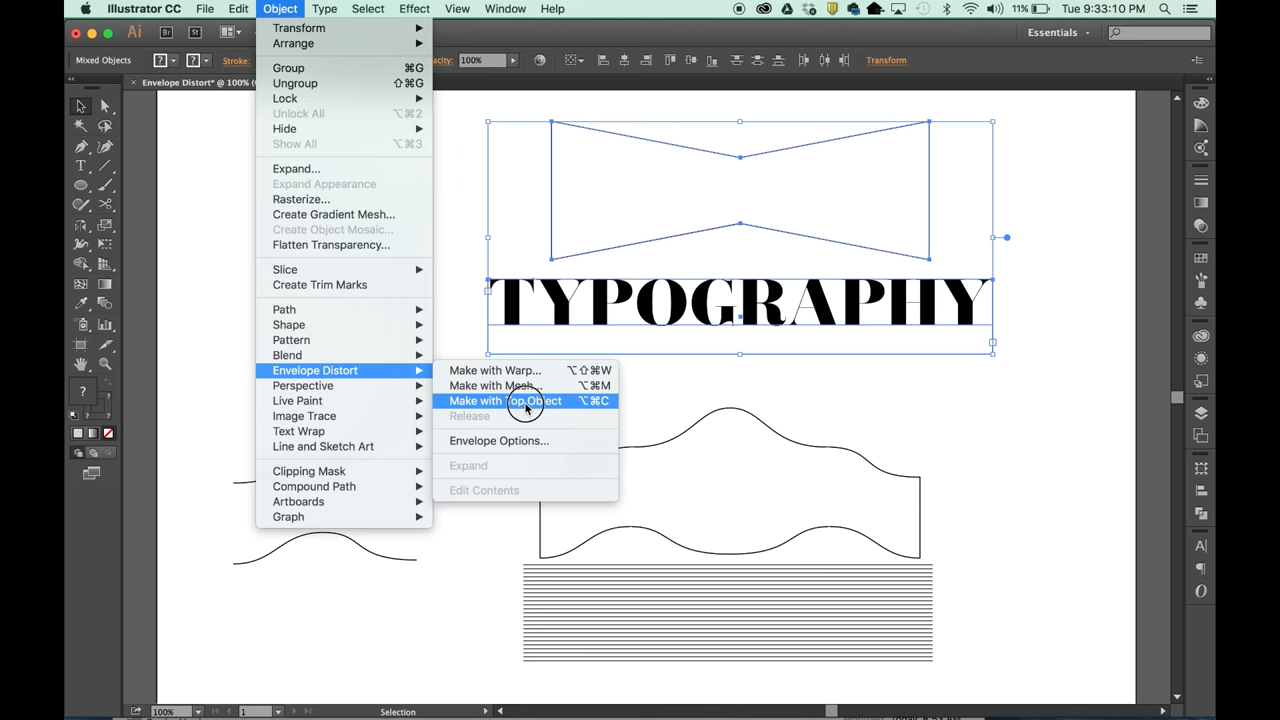 Illustrator CC File Edit Object Type Select Effect View Window Help 11% Tue 9:33:10 PM
Ai Br St Essentials
Mixed Objects ? ? Stroke: acity: 100% Transform
× Envelope Distort* @ 100% (
Transform
Arrange
Group ⌘G
Ungroup ⇧⌘G
Lock
Unlock All ⌥⌘2
Hide
Show All ⌥⌘3
Expand...
Expand Appearance
Rasterize...
Create Gradient Mesh...
Create Object Mosaic...
Flatten Transparency...
Slice
Create Trim Marks
Path
Shape
Pattern
Blend
Envelope Distort
Perspective
Live Paint
Image Trace
Text Wrap
Line and Sketch Art
Clipping Mask
Compound Path
Artboards
Graph
Make with Warp... ⌥⇧⌘W
Make with Mesh... ⌥⌘M
Make with Top Object ⌥⌘C
Release
Envelope Options...
Expand
Edit Contents
TYPOGRAPHY
?
100% 1 Selection